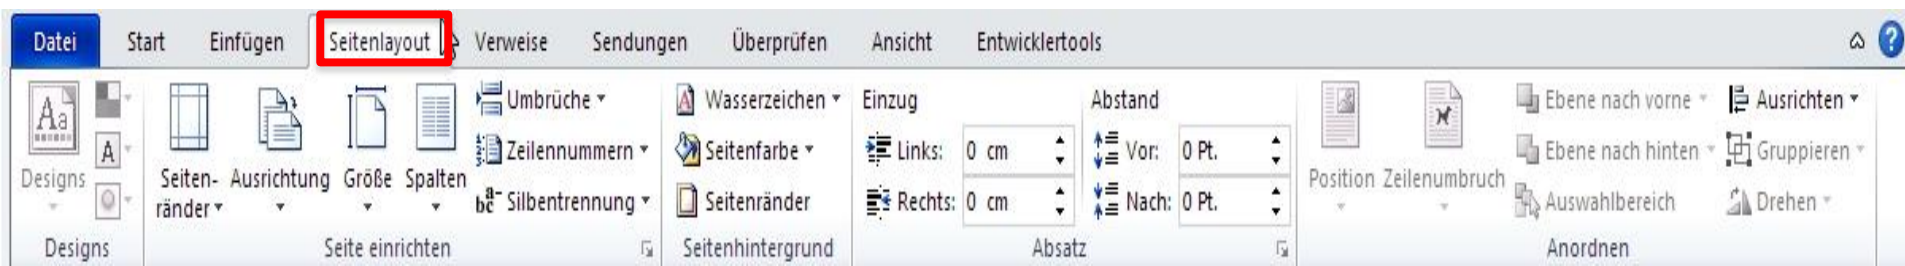 Datei Start Einfügen Seitenlayout Verweise Sendungen Überprüfen Ansicht Entwicklertools
Aa
A
Designs
Designs
Seiten-
ränder
Ausrichtung
Größe
Spalten
Umbrüche
Zeilennummern
Silbentrennung
Seite einrichten
Wasserzeichen
Seitenfarbe
Seitenränder
Seitenhintergrund
Einzug
Links: 0 cm
Rechts: 0 cm
Abstand
Vor: 0 Pt.
Nach: 0 Pt.
Absatz
Position
Zeilenumbruch
Ebene nach vorne
Ebene nach hinten
Auswahlbereich
Ausrichten
Gruppieren
Drehen
Anordnen